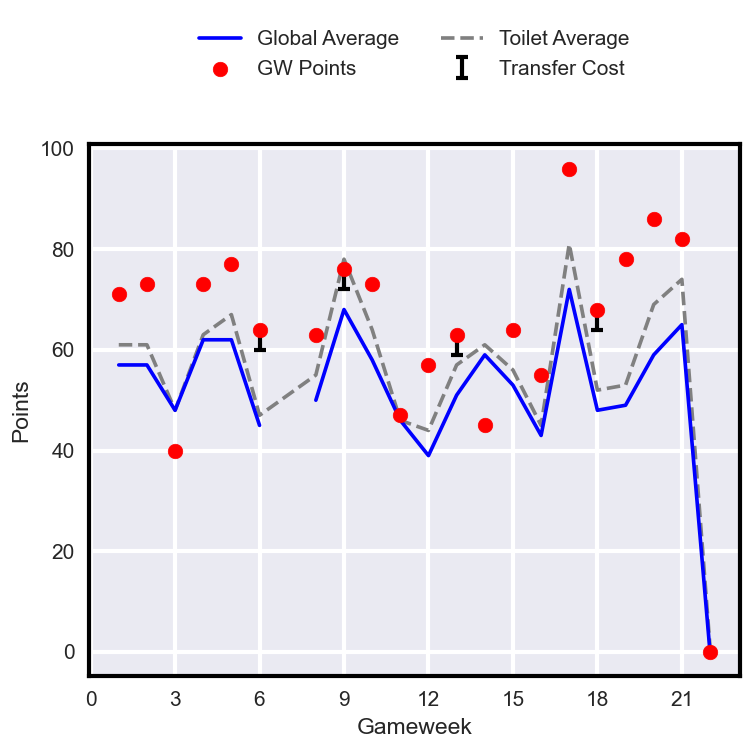 Global Average
Toilet Average
GW Points
Transfer Cost
100
80
60
40
20
0
Points
0 3 6 9 12 15 18 21
Gameweek